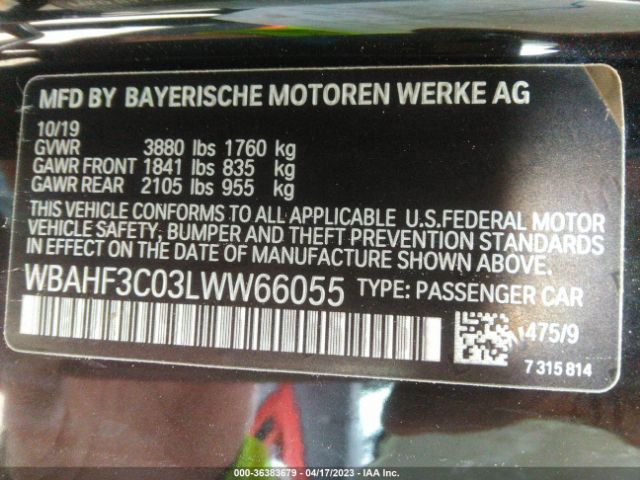 MFD BY BAYERISCHE MOTOREN WERKE AG
10/19
GVWR 3880 lbs 1760 kg
GAWR FRONT 1841 lbs 835 kg
GAWR REAR 2105 lbs 955 kg
THIS VEHICLE CONFORMS TO ALL APPLICABLE U.S.FEDERAL MOTOR
VEHICLE SAFETY, BUMPER AND THEFT PREVENTION STANDARDS
IN EFFECT ON THE DATE OF MANUFACTURE SHOWN ABOVE.
WBAHF3C03LWW66055 TYPE: PASSENGER CAR
475/9
7 315 814
000-36383679 - 04/17/2023 - IAA Inc.